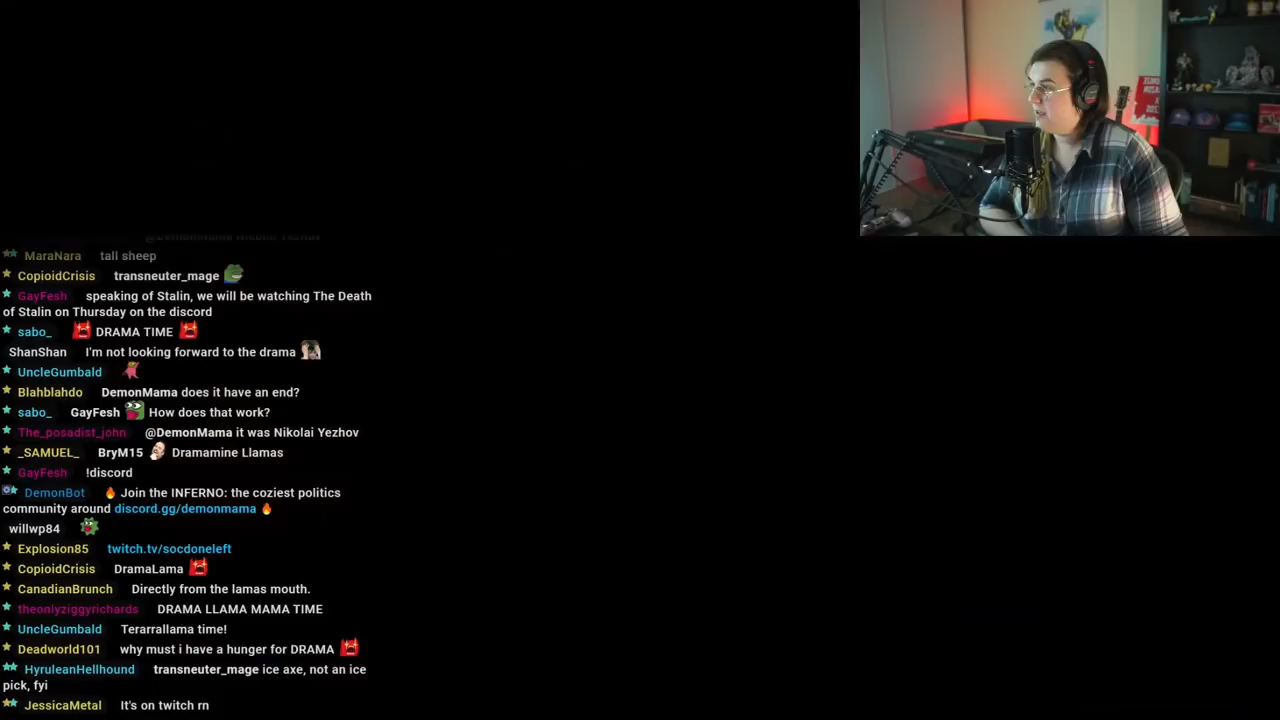 MaraNara tall sheep
CopioidCrisis transneuter_mage
GayFesh speaking of Stalin, we will be watching The Death
of Stalin on Thursday on the discord
sabo_ DRAMA TIME
ShanShan I'm not looking forward to the drama
UncleGumbald
Blahblahdo DemonMama does it have an end?
sabo_ GayFesh How does that work?
The_posadist_john @DemonMama it was Nikolai Yezhov
_SAMUEL_ BryM15 Dramamine Llamas
GayFesh !discord
DemonBot 🔥 Join the INFERNO: the coziest politics
community around discord.gg/demonmama 🔥
willwp84
Explosion85 twitch.tv/socdoneleft
CopioidCrisis DramaLama
CanadianBrunch Directly from the lamas mouth.
theonlyziggyrichards DRAMA LLAMA MAMA TIME
UncleGumbald Terarrallama time!
Deadworld101 why must i have a hunger for DRAMA
HyruleanHellhound transneuter_mage ice axe, not an ice
pick, fyi
JessicaMetal It's on twitch rn